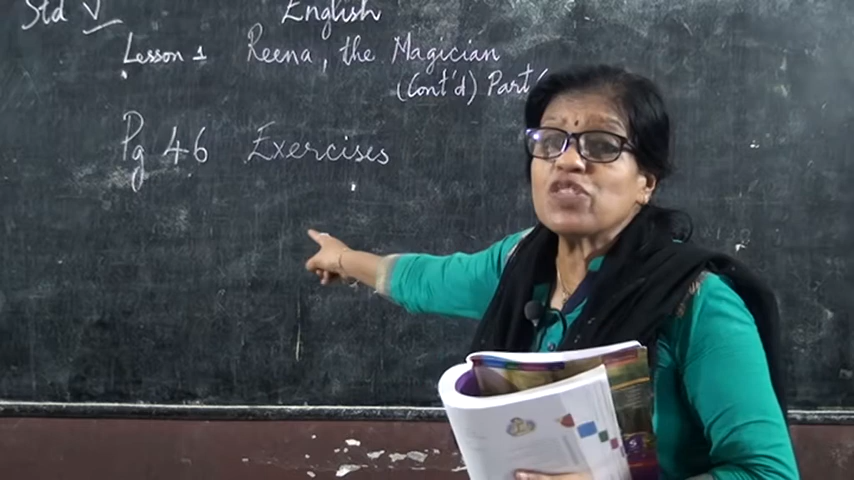 Std V English
Lesson 1 Reena, the Magician
(Cont'd) Part
Pg 46 Exercises